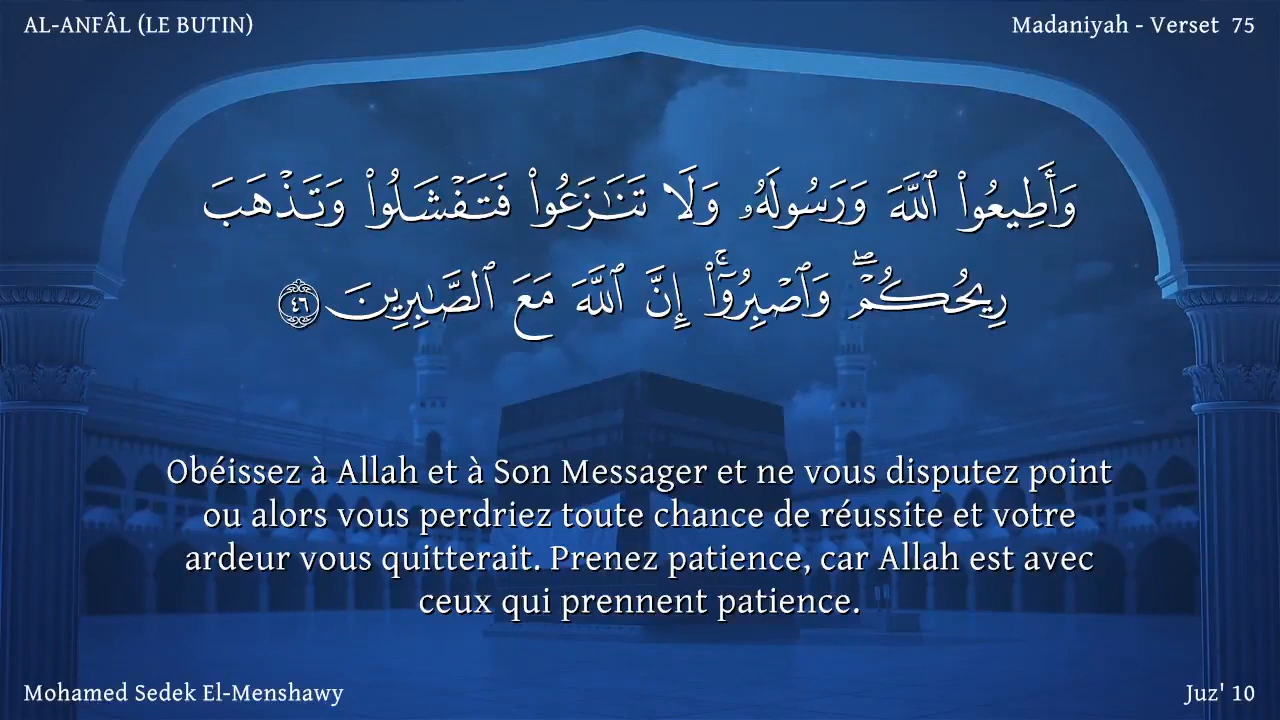 AL-ANFÂL (LE BUTIN)
Madaniyah - Verset 75
وَأَطِيعُوا۟ ٱللَّهَ وَرَسُولَهُۥ وَلَا تَنَـٰزَعُوا۟ فَتَفْشَلُوا۟ وَتَذْهَبَ
رِيحُكُمْ ۖ وَٱصْبِرُوٓا۟ ۚ إِنَّ ٱللَّهَ مَعَ ٱلصَّـٰبِرِينَ ٤٦
Obéissez à Allah et à Son Messager et ne vous disputez point
ou alors vous perdriez toute chance de réussite et votre
ardeur vous quitterait. Prenez patience, car Allah est avec
ceux qui prennent patience.
Mohamed Sedek El-Menshawy
Juz' 10